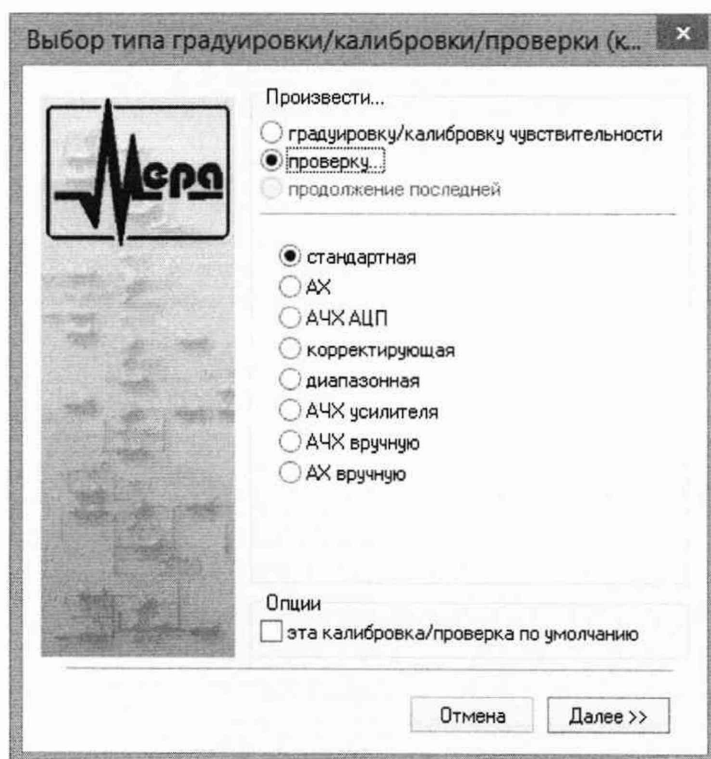 Выбор типа градуировки/калибровки/проверки (к...
Мера
Произвести...
градуировку/калибровку чувствительности
проверку...
продолжение последней
стандартная
АХ
АЧХ АЦП
корректирующая
диапазонная
АЧХ усилителя
АЧХ вручную
АХ вручную
Опции
эта калибровка/проверка по умолчанию
Отмена
Далее >>